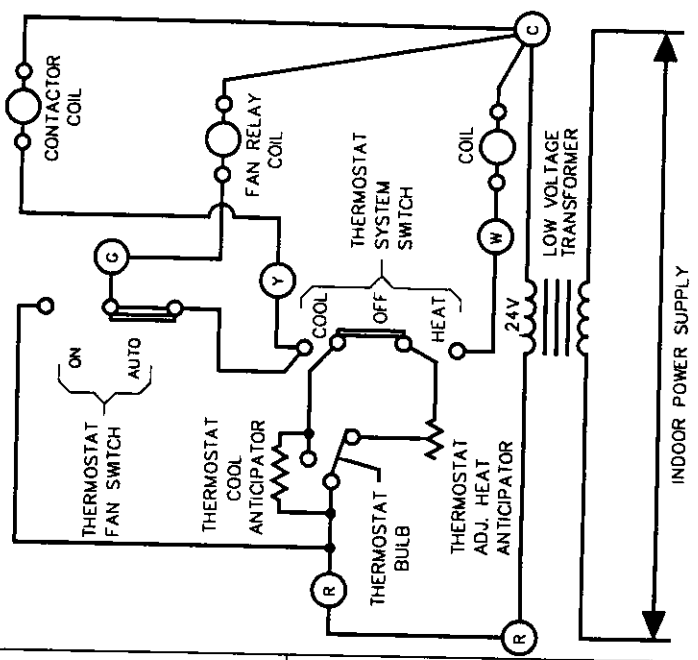 CONTACTOR
COIL
FAN RELAY
COIL
G
ON
AUTO
THERMOSTAT
FAN SWITCH
Y
THERMOSTAT
SYSTEM
SWITCH
COOL
OFF
HEAT
THERMOSTAT
COOL
ANTICIPATOR
THERMOSTAT
BULB
THERMOSTAT
ADJ. HEAT
ANTICIPATOR
R
R
COIL
W
C
24V
LOW VOLTAGE
TRANSFORMER
INDOOR POWER SUPPLY